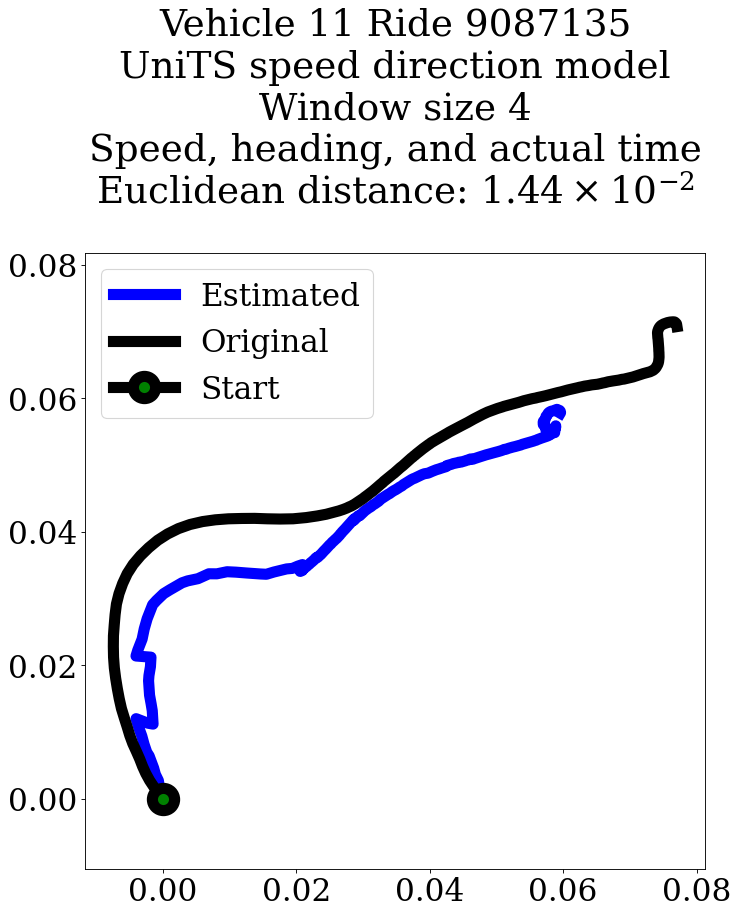 Vehicle 11 Ride 9087135
UniTS speed direction model
Window size 4
Speed, heading, and actual time
Euclidean distance: 1.44 × 10⁻²
Estimated
Original
Start
0.08
0.06
0.04
0.02
0.00
0.00 0.02 0.04 0.06 0.08